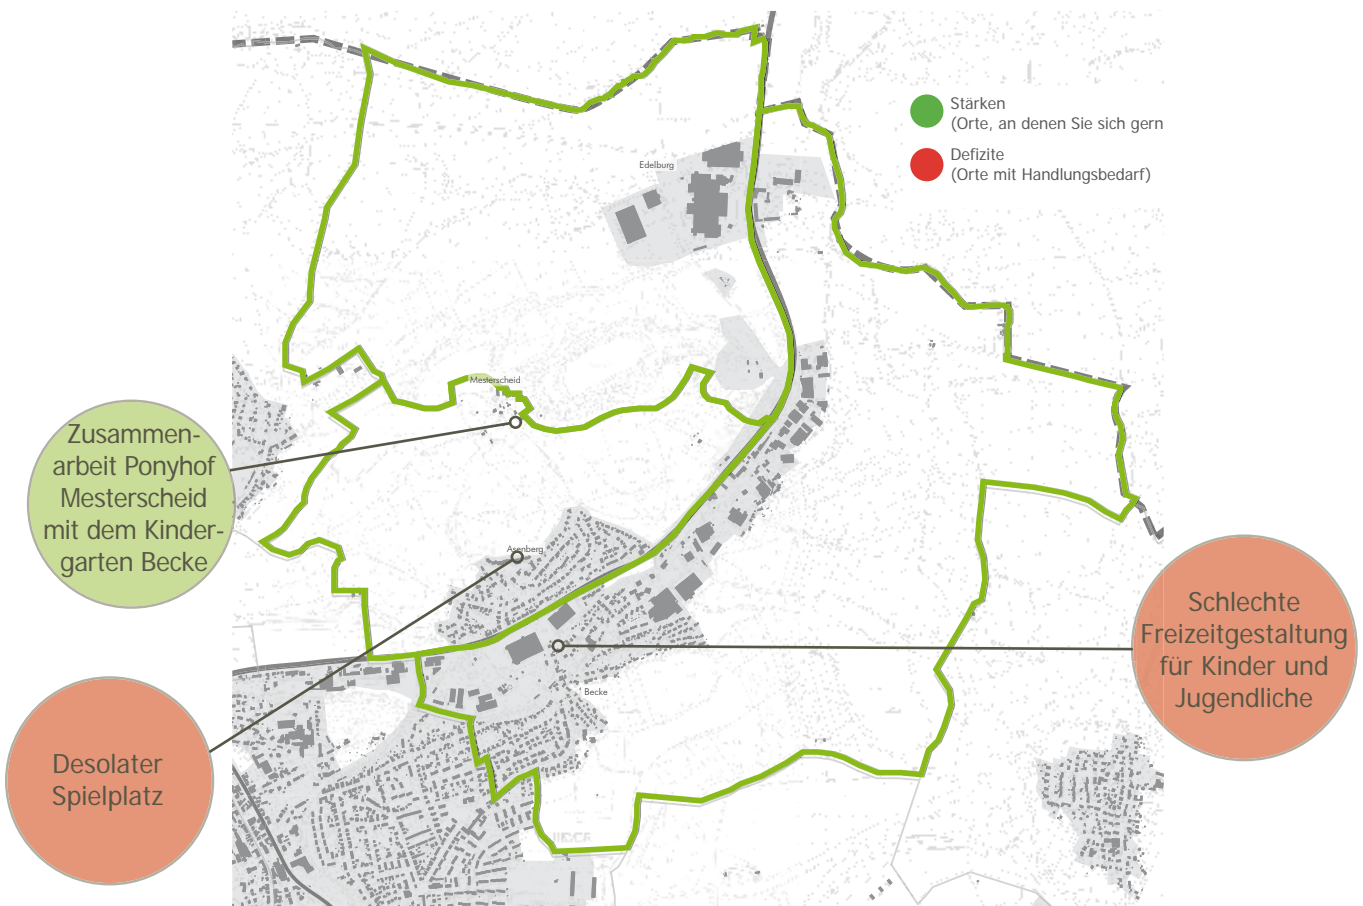 Stärken
(Orte, an denen Sie sich gern
Defizite
(Orte mit Handlungsbedarf)
Edelburg
Mesterscheid
Zusammen-
arbeit Ponyhof
Mesterscheid
mit dem Kinder-
garten Becke
Asenberg
Schlechte
Freizeitgestaltung
für Kinder und
Jugendliche
Becke
Desolater
Spielplatz